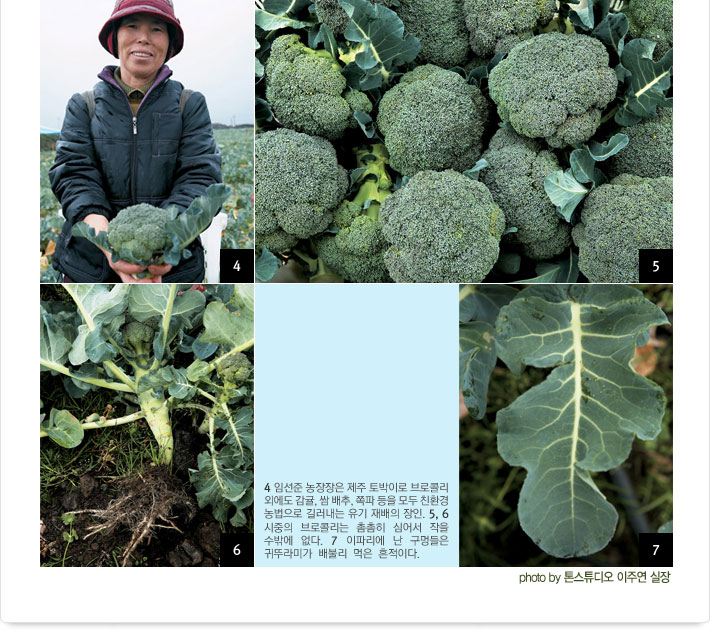 4
5
4 임선준 농장장은 제주 토박이로 브로콜리
외에도 감귤, 쌈 배추, 쪽파 등을 모두 친환경
농법으로 길러내는 유기 재배의 장인. 5, 6
시중의 브로콜리는 촘촘히 심어서 작을
수밖에 없다. 7 이파리에 난 구멍들은
귀뚜라미가 배불리 먹은 흔적이다.
6
7
photo by 톤스튜디오 이주연 실장